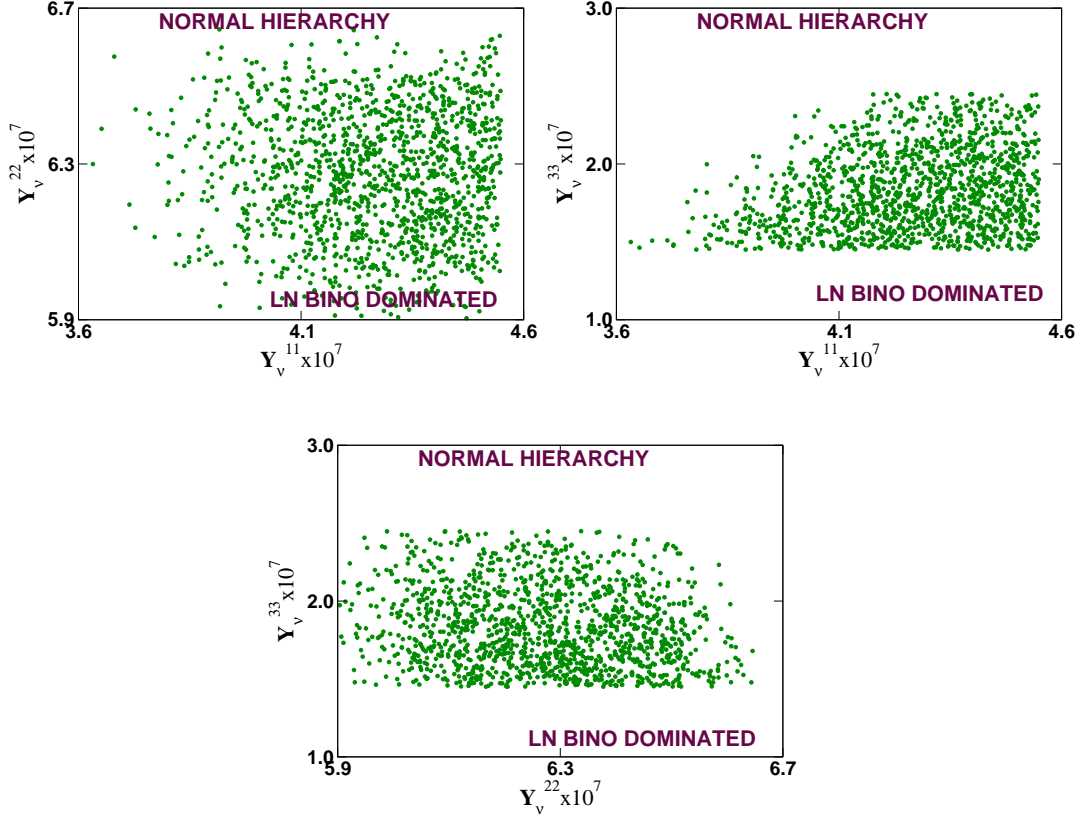 6.7
NORMAL HIERARCHY
6.3
Y_ν^22 x10^7
LN BINO DOMINATED
5.9
3.6
4.1
4.6
Y_ν^11 x10^7
3.0
NORMAL HIERARCHY
2.0
Y_ν^33 x10^7
LN BINO DOMINATED
1.0
3.6
4.1
4.6
Y_ν^11 x10^7
3.0
NORMAL HIERARCHY
2.0
Y_ν^33 x10^7
LN BINO DOMINATED
1.0
5.9
6.3
6.7
Y_ν^22 x10^7